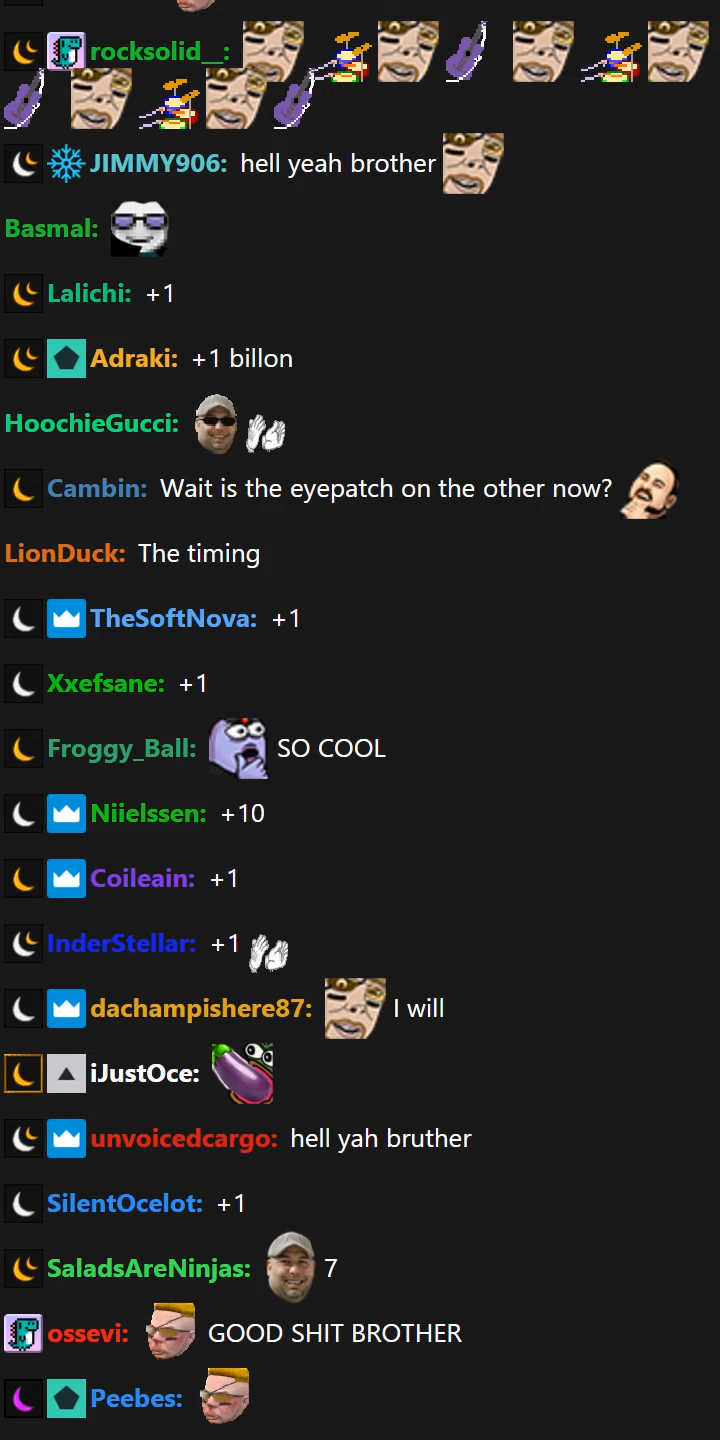 rocksolid__:
JIMMY906: hell yeah brother
Basmal:
Lalichi: +1
Adraki: +1 billon
HoochieGucci:
Cambin: Wait is the eyepatch on the other now?
LionDuck: The timing
TheSoftNova: +1
Xxefsane: +1
Froggy_Ball: SO COOL
Niielssen: +10
Coileain: +1
InderStellar: +1
dachampishere87: I will
iJustOce:
unvoicedcargo: hell yah bruther
SilentOcelot: +1
SaladsAreNinjas: 7
ossevi: GOOD SHIT BROTHER
Peebes: